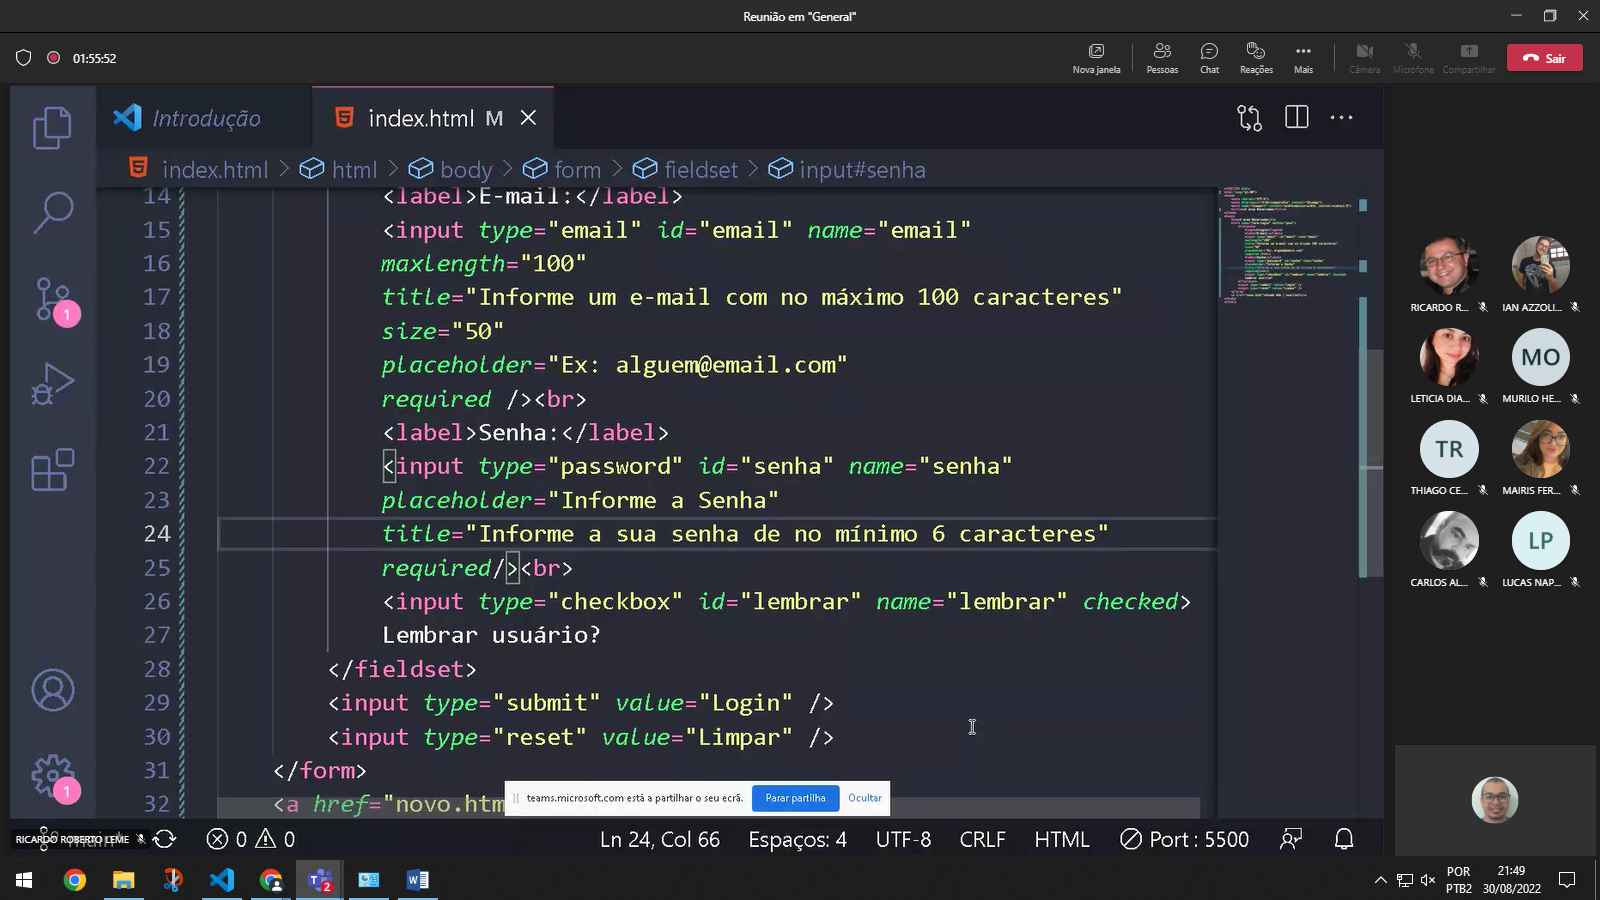 Reunião em "General"
01:55:52
Nova janela
Pessoas
Chat
Reações
Mais
Câmera
Microfone
Compartilhar
Sair
Introdução
index.html M
index.html > html > body > form > fieldset > input#senha
14 <label>E-mail:</label>
15 <input type="email" id="email" name="email"
16 maxlength="100"
17 title="Informe um e-mail com no máximo 100 caracteres"
18 size="50"
19 placeholder="Ex: alguem@email.com"
20 required /><br>
21 <label>Senha:</label>
22 <input type="password" id="senha" name="senha"
23 placeholder="Informe a Senha"
24 title="Informe a sua senha de no mínimo 6 caracteres"
25 required/><br>
26 <input type="checkbox" id="lembrar" name="lembrar" checked>
27 Lembrar usuário?
28 </fieldset>
29 <input type="submit" value="Login" />
30 <input type="reset" value="Limpar" />
31 </form>
32 <a href="novo.htm
1
1
teams.microsoft.com está a partilhar o seu ecrã.
Parar partilha
Ocultar
RICARDO R...
IAN AZZOLI...
LETICIA DIA...
MO
MURILO HE...
TR
THIAGO CE...
MAIRIS FER...
CARLOS AL...
LP
LUCAS NAP...
RICARDO ROBERTO LEME
0 0
Ln 24, Col 66
Espaços: 4
UTF-8
CRLF
HTML
Port : 5500
2
POR
PTB2
21:49
30/08/2022